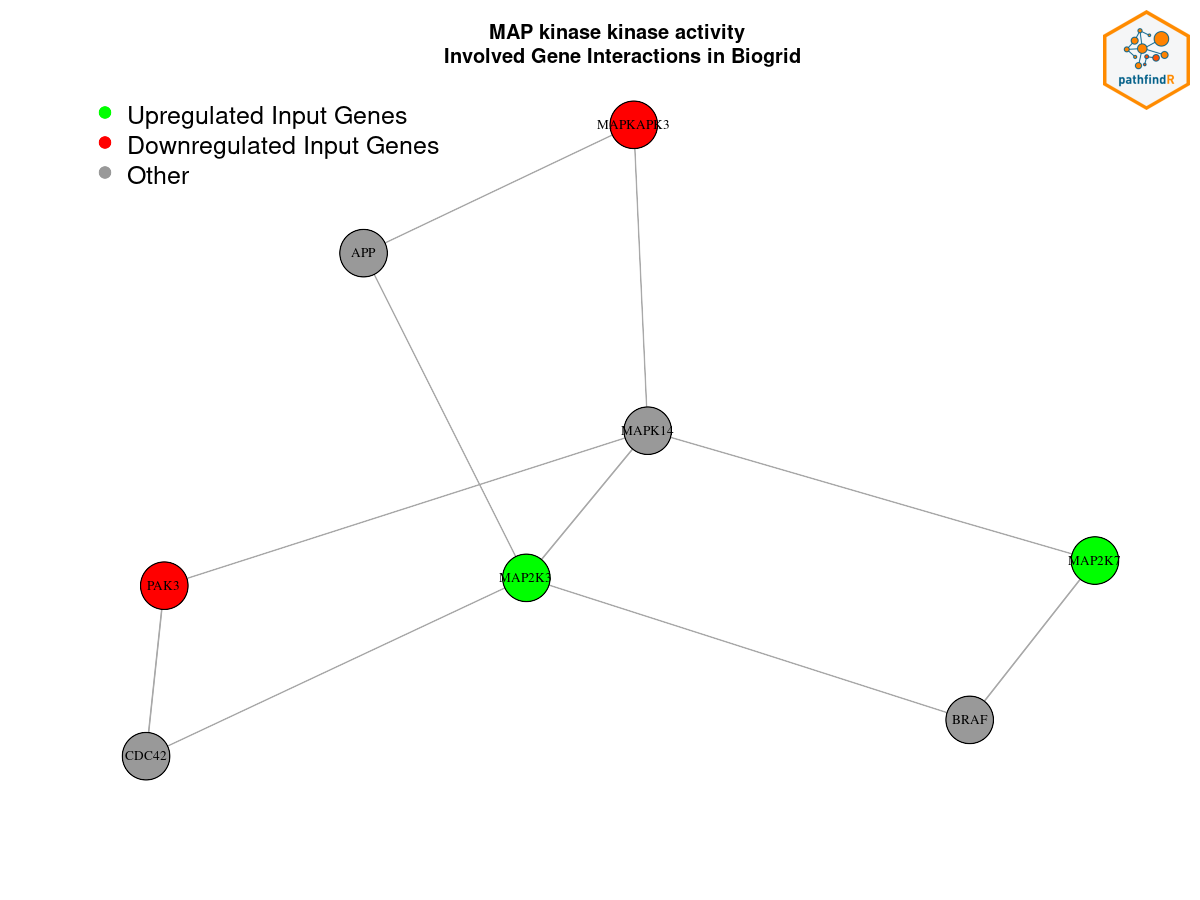 MAP kinase kinase activity
Involved Gene Interactions in Biogrid
pathfindR
Upregulated Input Genes
Downregulated Input Genes
Other
MAPKAPK3
APP
MAPK14
MAP2K7
MAP2K3
PAK3
BRAF
CDC42